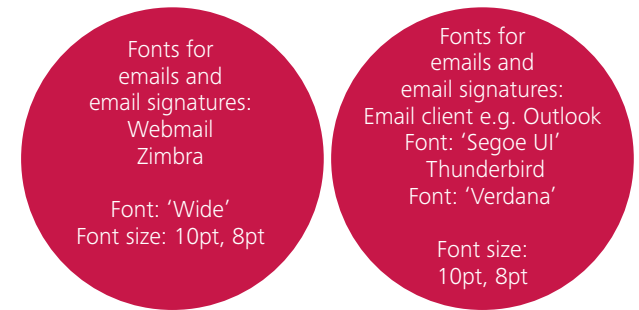 Fonts for
emails and
email signatures:
Webmail
Zimbra
Font: ‘Wide’
Font size: 10pt, 8pt
Fonts for
emails and
email signatures:
Email client e.g. Outlook
Font: ‘Segoe UI’
Thunderbird
Font: ‘Verdana’
Font size:
10pt, 8pt